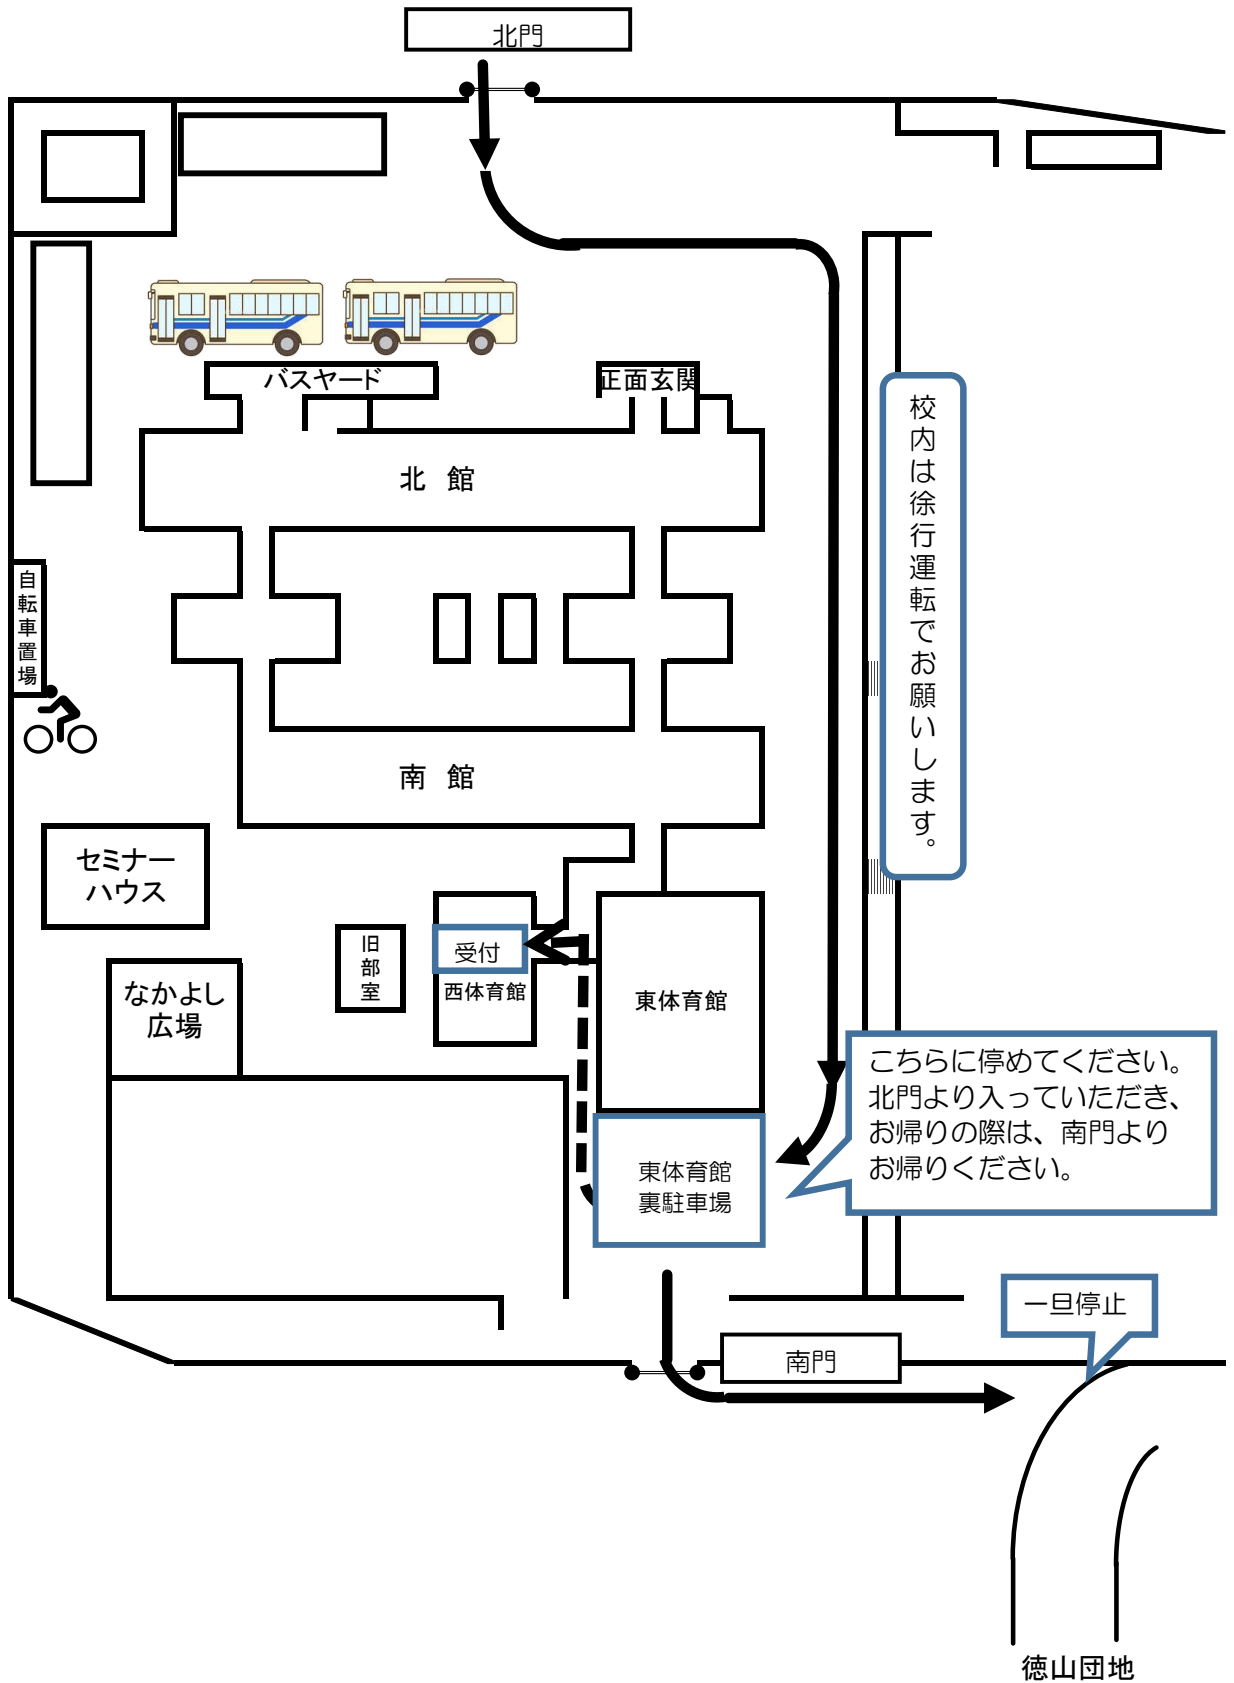 北門
バスヤード
正面玄関
校内は徐行運転でお願いします。
北　館
自転車置場
南　館
セミナー
ハウス
旧部室
受付
西体育館
東体育館
なかよし
広場
こちらに停めてください。
北門より入っていただき、
お帰りの際は、南門より
お帰りください。
東体育館
裏駐車場
一旦停止
南門
徳山団地